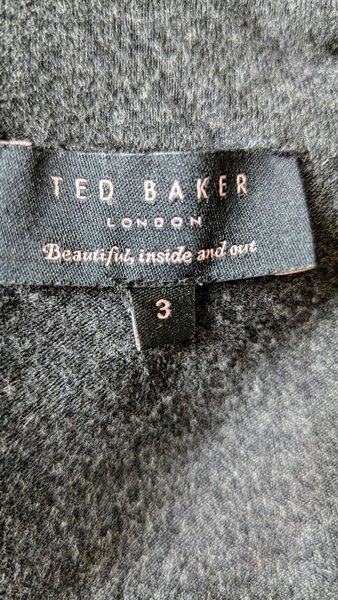 TED BAKER
LONDON
Beautiful, inside and out
3